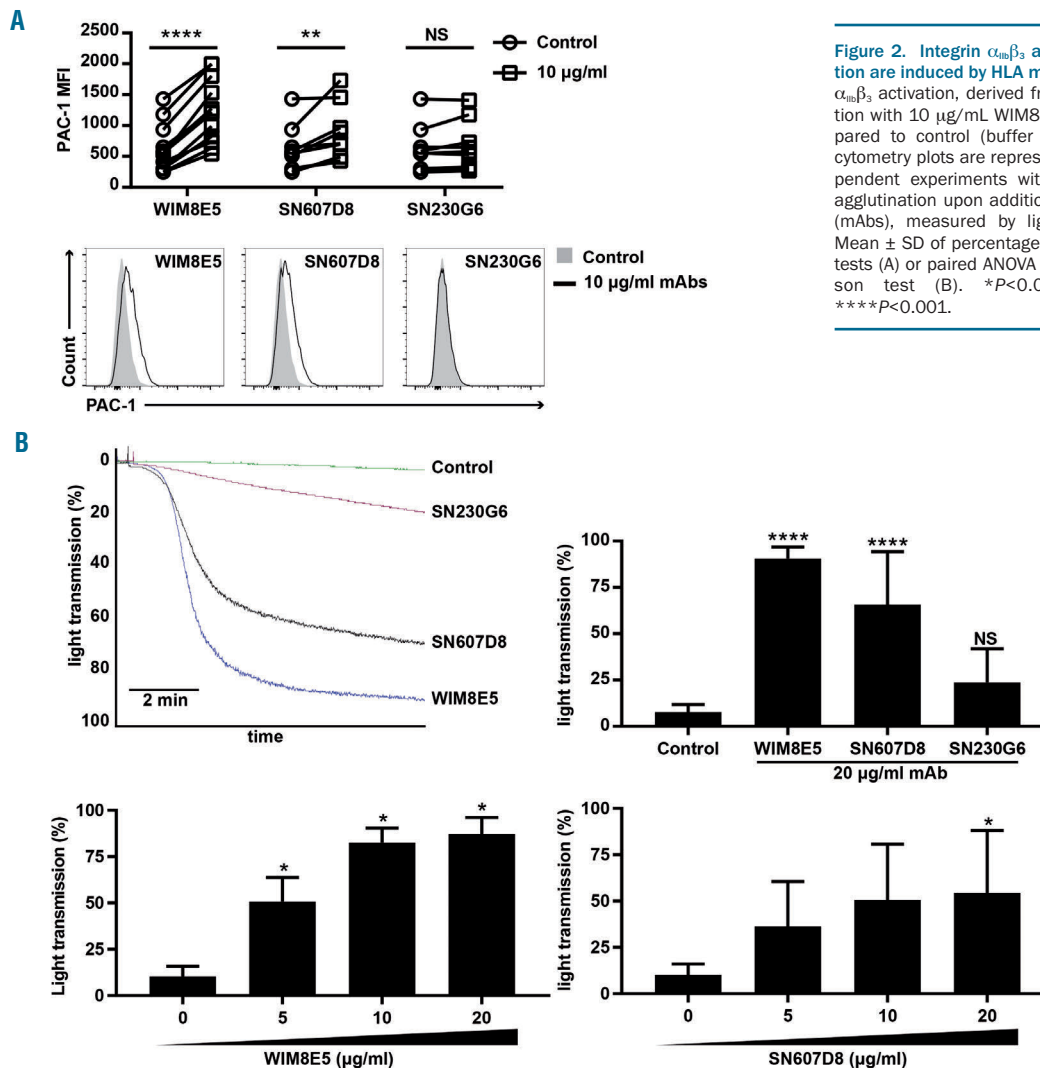 A
2500
2000
1500
1000
500
0
PAC-1 MFI
****
**
NS
Control
10 µg/ml
WIM8E5
SN607D8
SN230G6
Count
WIM8E5
SN607D8
SN230G6
Control
10 µg/ml mAbs
PAC-1
Figure 2. Integrin αIIbβ3 a
tion are induced by HLA m
αIIbβ3 activation, derived fr
tion with 10 µg/mL WIM8
pared to control (buffer
cytometry plots are repres
pendent experiments wit
agglutination upon additio
(mAbs), measured by lig
Mean ± SD of percentage
tests (A) or paired ANOVA
son test (B). *P<0.0
****P<0.001.
B
0
20
40
60
80
100
light transmission (%)
Control
SN230G6
SN607D8
WIM8E5
2 min
time
100
75
50
25
0
light transmission (%)
****
****
NS
Control
WIM8E5
SN607D8
SN230G6
20 µg/ml mAb
100
75
50
25
0
Light transmission (%)
*
*
*
0
5
10
20
WIM8E5 (µg/ml)
100
75
50
25
0
light transmission (%)
*
0
5
10
20
SN607D8 (µg/ml)